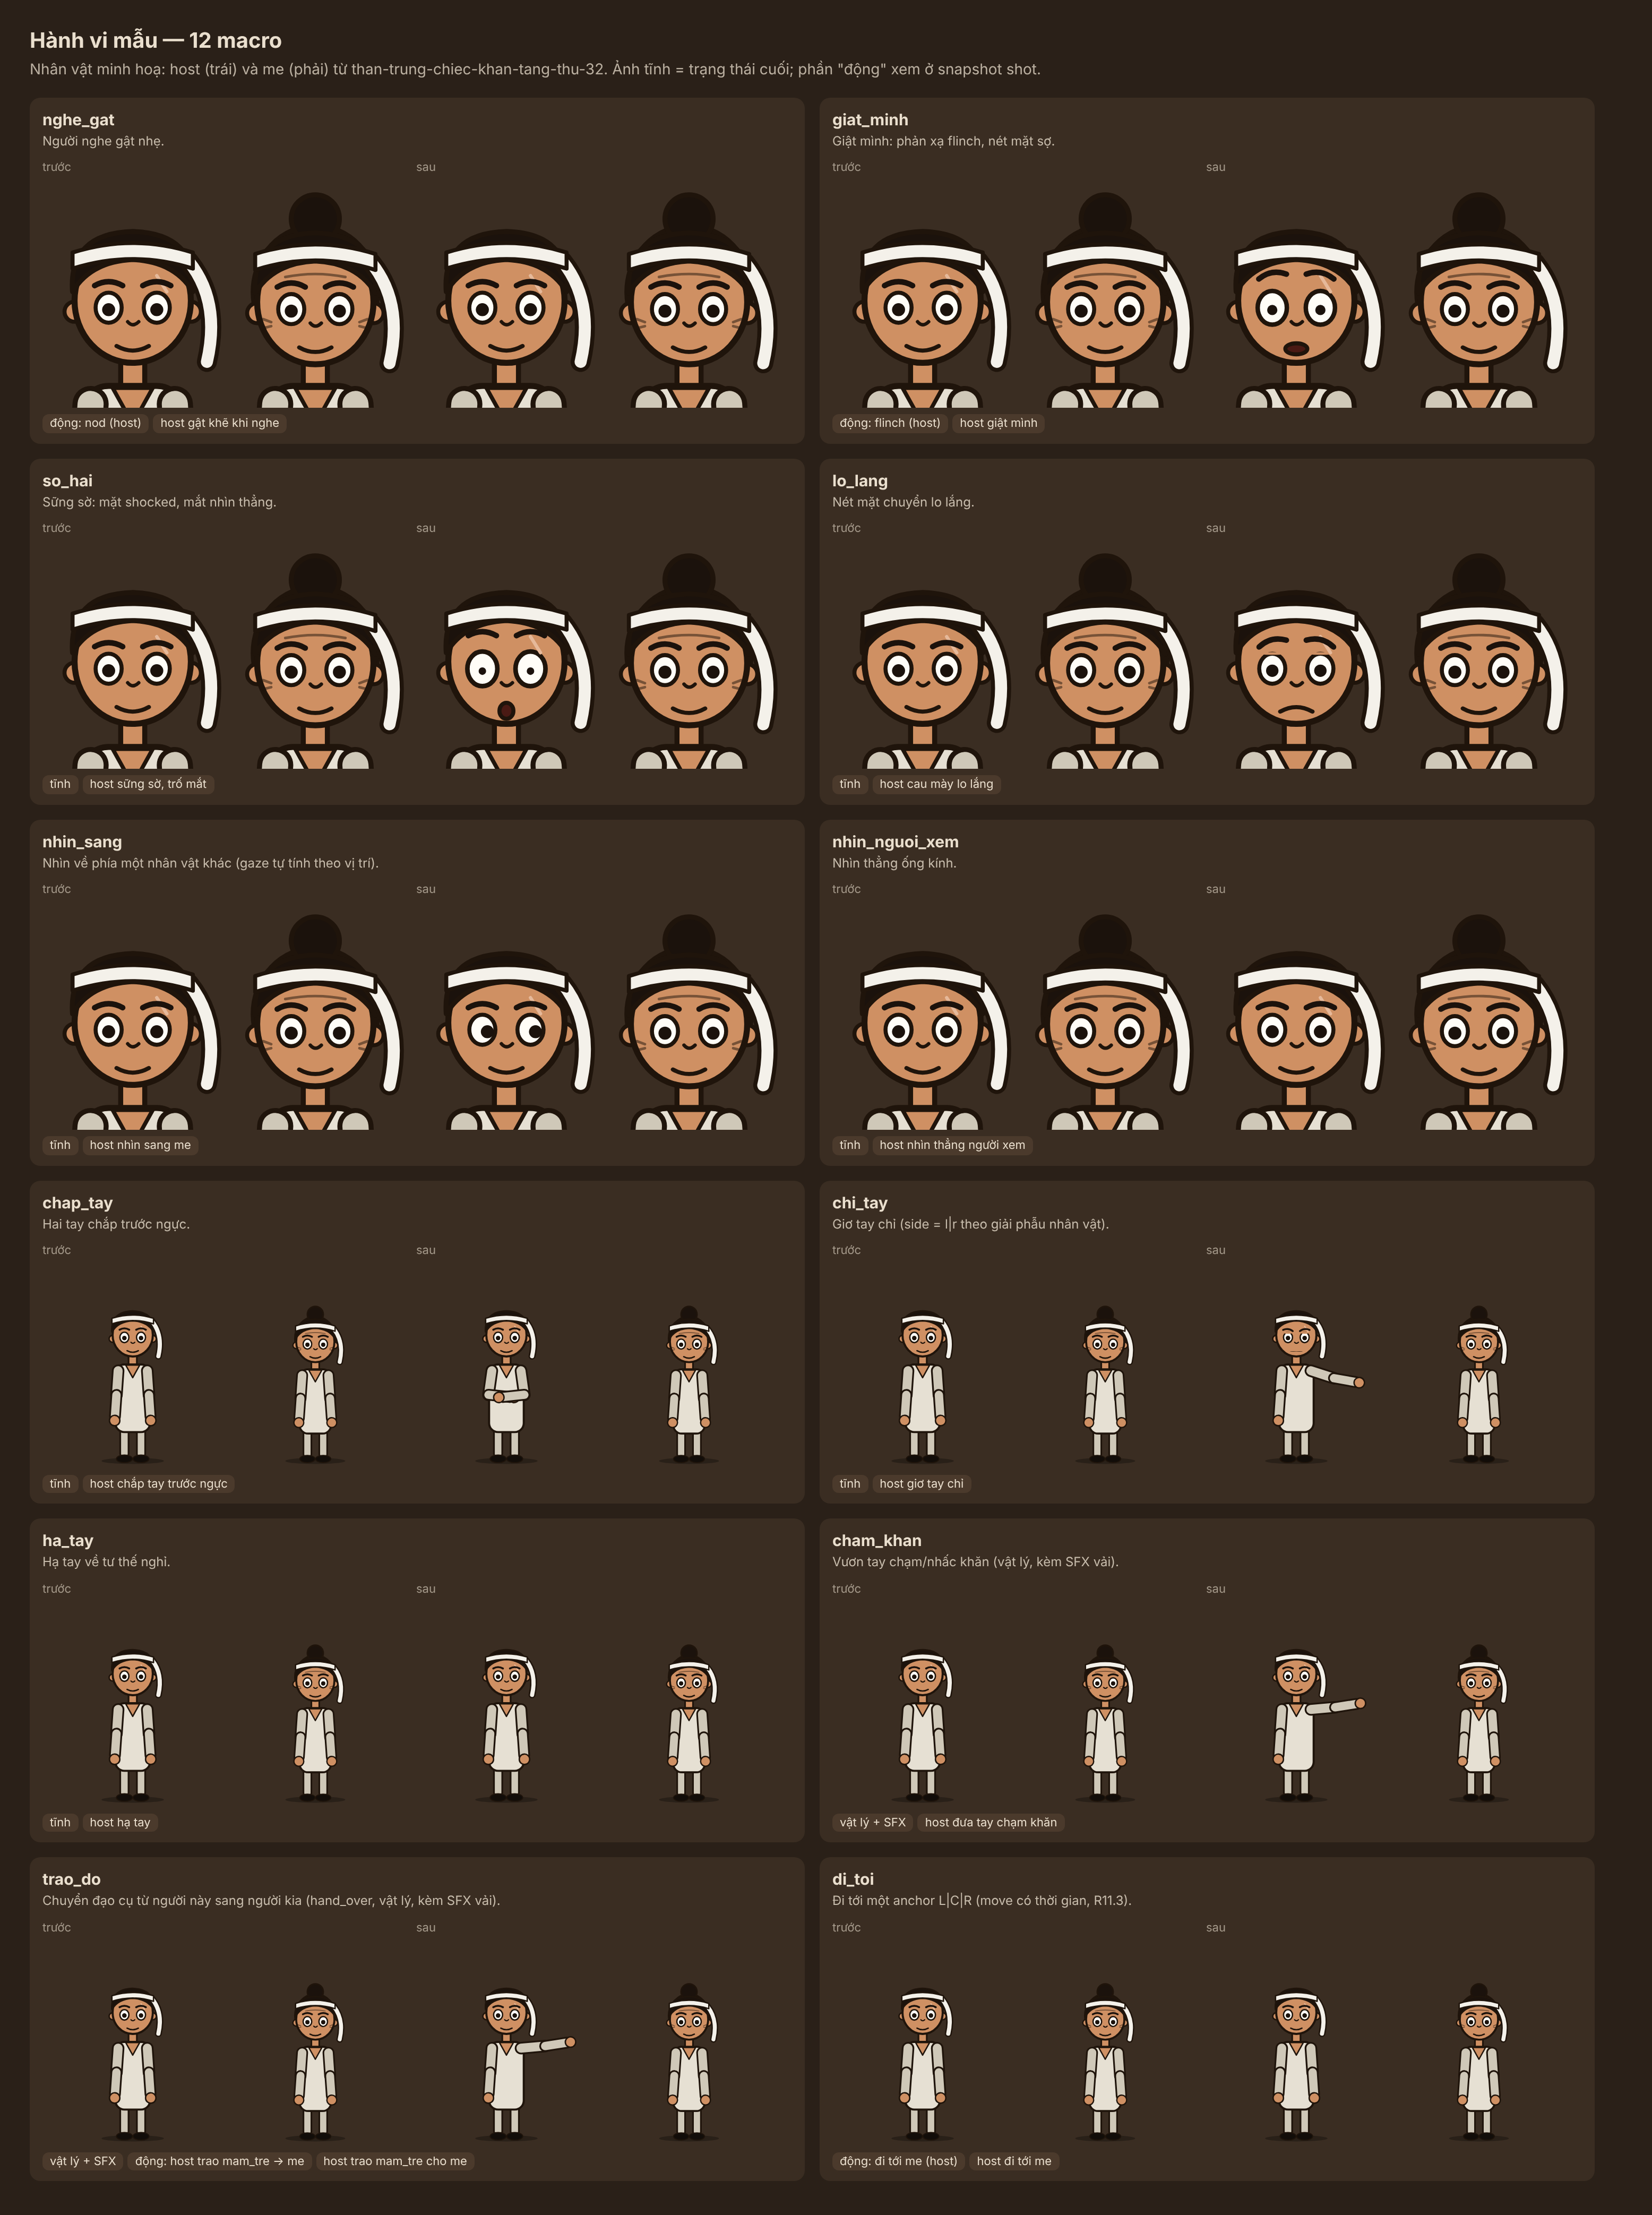 Hành vi mẫu — 12 macro
Nhân vật minh hoạ: host (trái) và me (phải) từ than-trung-chiec-khan-tang-thu-32. Ảnh tĩnh = trạng thái cuối; phần "động" xem ở snapshot shot.
nghe_gat
Người nghe gật nhẹ.
trước
sau
động: nod (host)
host gật khẽ khi nghe
giat_minh
Giật mình: phản xạ flinch, nét mặt sợ.
trước
sau
động: flinch (host)
host giật mình
so_hai
Sững sờ: mặt shocked, mắt nhìn thẳng.
trước
sau
tĩnh
host sững sờ, trố mắt
lo_lang
Nét mặt chuyển lo lắng.
trước
sau
tĩnh
host cau mày lo lắng
nhin_sang
Nhìn về phía một nhân vật khác (gaze tự tính theo vị trí).
trước
sau
tĩnh
host nhìn sang me
nhin_nguoi_xem
Nhìn thẳng ống kính.
trước
sau
tĩnh
host nhìn thẳng người xem
chap_tay
Hai tay chắp trước ngực.
trước
sau
tĩnh
host chắp tay trước ngực
chi_tay
Giơ tay chỉ (side = l|r theo giải phẫu nhân vật).
trước
sau
tĩnh
host giơ tay chỉ
ha_tay
Hạ tay về tư thế nghỉ.
trước
sau
tĩnh
host hạ tay
cham_khan
Vươn tay chạm/nhấc khăn (vật lý, kèm SFX vải).
trước
sau
vật lý + SFX
host đưa tay chạm khăn
trao_do
Chuyển đạo cụ từ người này sang người kia (hand_over, vật lý, kèm SFX vải).
trước
sau
vật lý + SFX
động: host trao mam_tre → me
host trao mam_tre cho me
di_toi
Đi tới một anchor L|C|R (move có thời gian, R11.3).
trước
sau
động: đi tới me (host)
host đi tới me